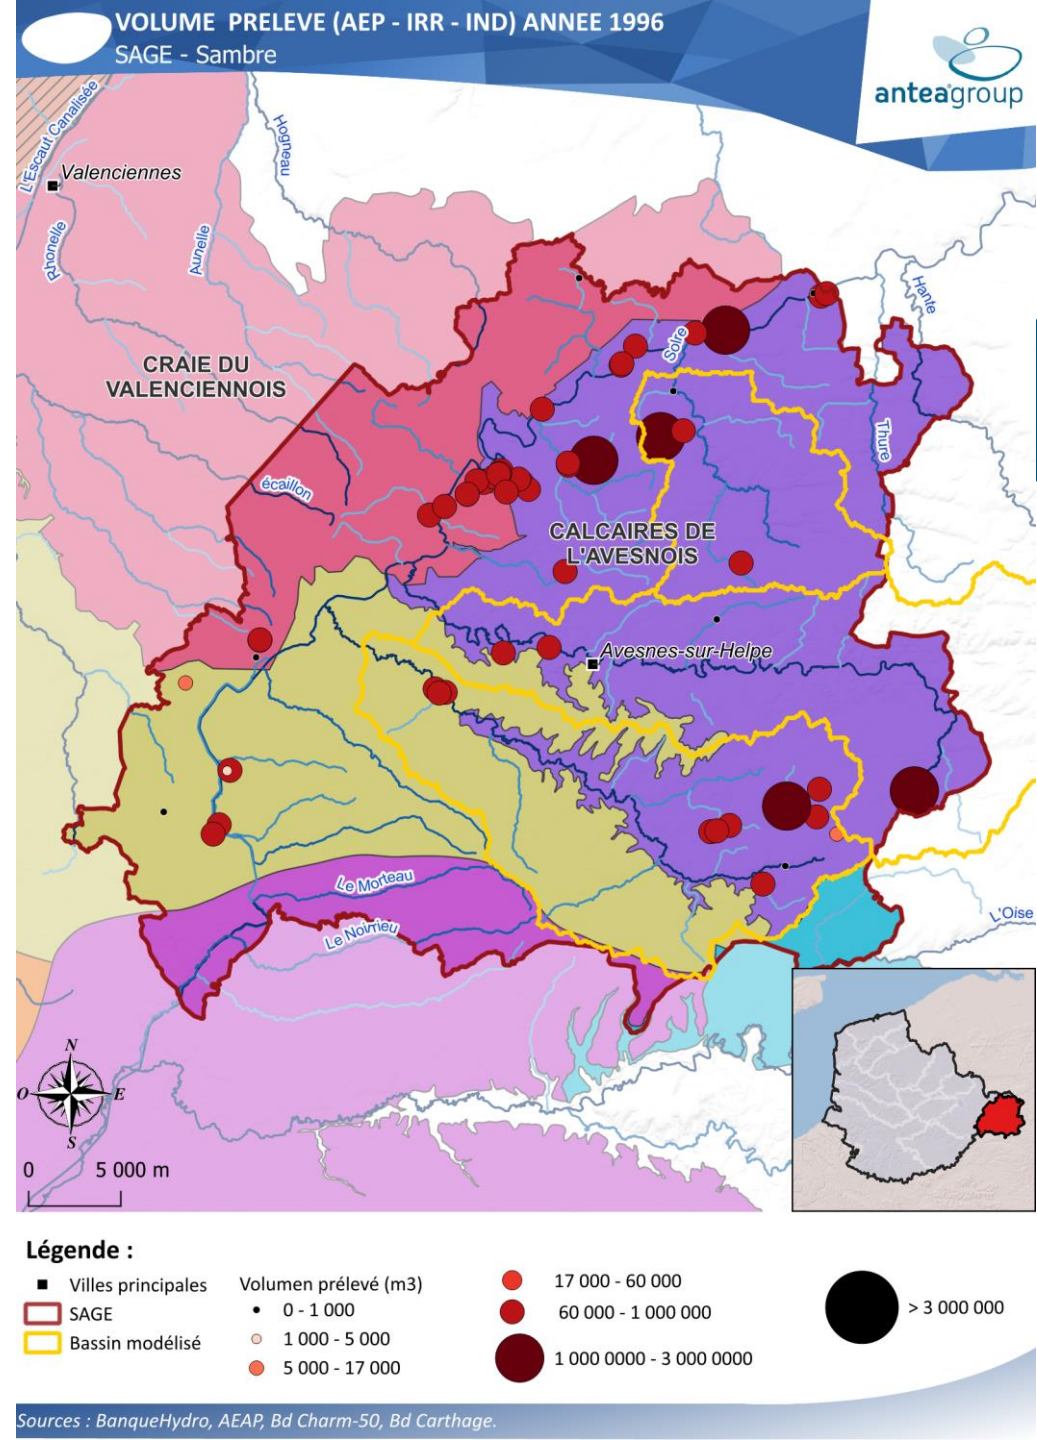 VOLUME PRELEVE (AEP - IRR - IND) ANNEE 1996
SAGE - Sambre
anteagroup
L'Escaut Canalisée
Hogneau
Valenciennes
Rhonelle
Aunelle
Hante
Solre
CRAIE DU
VALENCIENNOIS
Thure
écaillon
CALCAIRES DE
L'AVESNOIS
Avesnes-sur-Helpe
Le Morteau
Le Noirrieu
L'Oise
N
O
E
S
0 5 000 m
Légende :
Villes principales
SAGE
Bassin modélisé
Volumen prélevé (m3)
0 - 1 000
1 000 - 5 000
5 000 - 17 000
17 000 - 60 000
60 000 - 1 000 000
1 000 0000 - 3 000 0000
> 3 000 000
Sources : BanqueHydro, AEAP, Bd Charm-50, Bd Carthage.